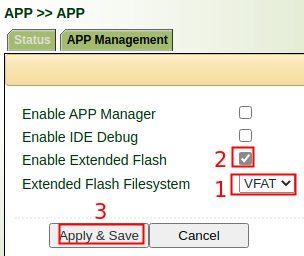 APP >> APP
Status APP Management
Enable APP Manager
Enable IDE Debug
Enable Extended Flash 2
Extended Flash Filesystem 1 VFAT
3
Apply & Save Cancel